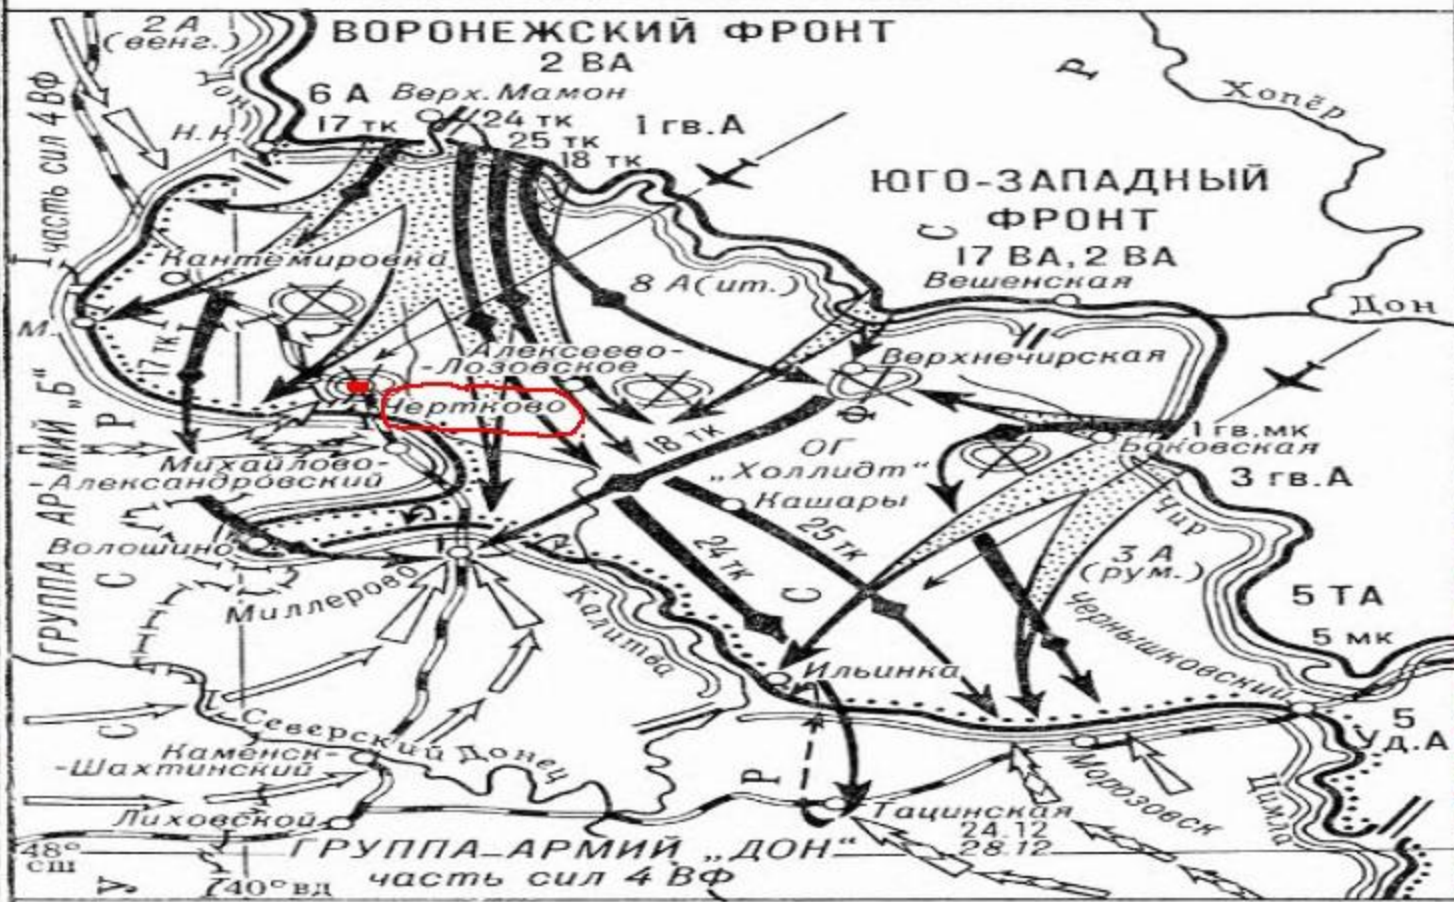 2 А
(венг.)
ВОРОНЕЖСКИЙ ФРОНТ
2 ВА
Р
Хопёр
6 А
Верх. Мамон
Дон
17 тк
24 тк
1 гв. А
Н. К.
25 тк
18 тк
часть сил 4 ВФ
ЮГО-ЗАПАДНЫЙ
ФРОНТ
С
17 ВА, 2 ВА
Кантемировка
8 А (ит.)
Вешенская
Дон
М.
17 тк
Алексеево-
-Лозовское
Верхнечирская
Чертково
Ф
18 тк
ОГ
„Холлидт“
1 гв. мк
Боковская
3 гв. А
Р
Михайлово-
-Александровский
ГРУППА АРМИЙ „Б“
Кашары
25 тк
Чир
Волошино
24 тк
3 А
(рум.)
С
С
Миллерово
Калитва
5 ТА
5 мк
Чернышковский
Ильинка
С
Северский Донец
5
Уд. А
Каменск-
-Шахтинский
Р
Морозовск
Цимла
Лиховской
Тацинская
24.12
28.12
48°
сш
ГРУППА АРМИЙ „ДОН“
часть сил 4 ВФ
У
40° вд